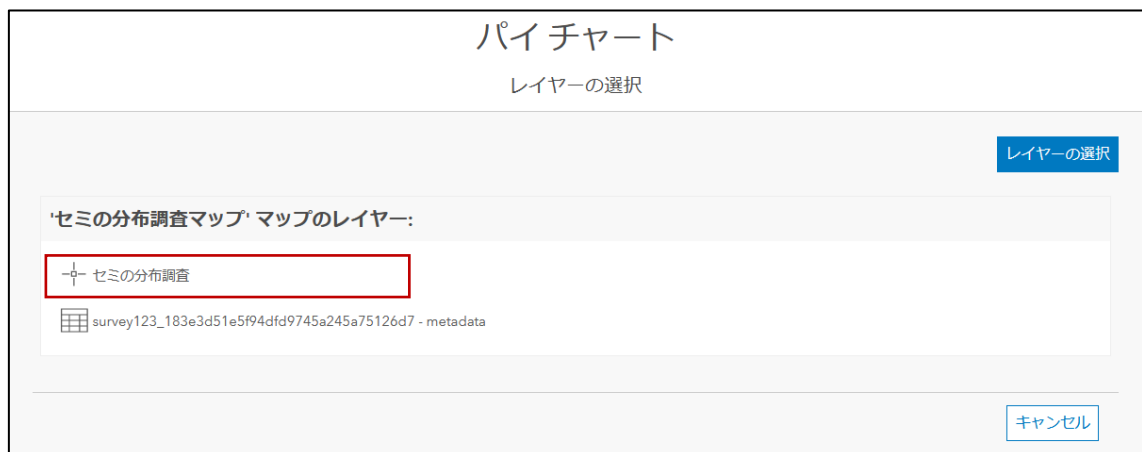 パイ チャート
レイヤーの選択
レイヤーの選択
'セミの分布調査マップ' マップのレイヤー:
セミの分布調査
survey123_183e3d51e5f94dfd9745a245a75126d7 - metadata
キャンセル